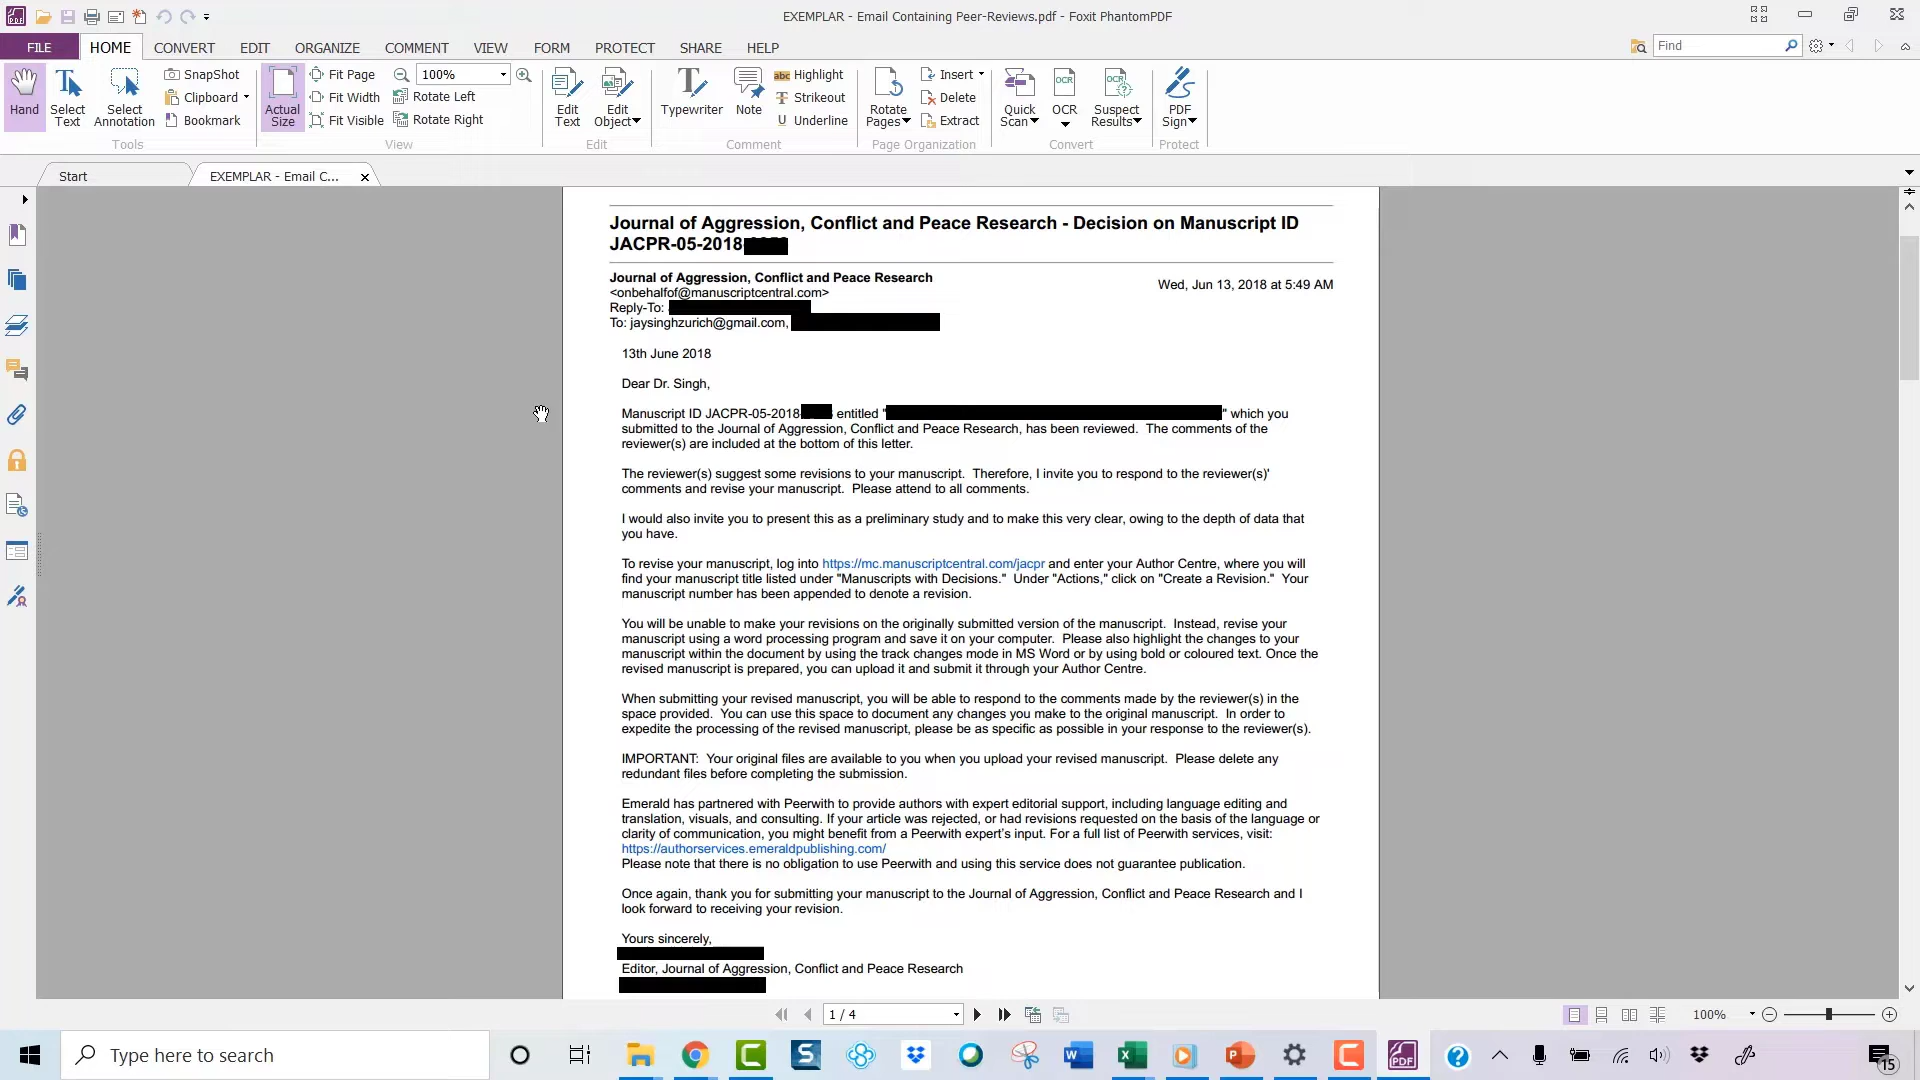 EXEMPLAR - Email Containing Peer-Reviews.pdf - Foxit PhantomPDF
FILE HOME CONVERT EDIT ORGANIZE COMMENT VIEW FORM PROTECT SHARE HELP
Find
Hand
Select Text
Select Annotation
SnapShot
Clipboard
Bookmark
Tools
Actual Size
Fit Page
Fit Width
Fit Visible
100%
Rotate Left
Rotate Right
View
Edit Text
Edit Object
Edit
Typewriter
Note
Highlight
Strikeout
Underline
Comment
Rotate Pages
Insert
Delete
Extract
Page Organization
Quick Scan
OCR
Suspect Results
Convert
PDF Sign
Protect
Start
EXEMPLAR - Email C...
Journal of Aggression, Conflict and Peace Research - Decision on Manuscript ID
JACPR-05-2018
Journal of Aggression, Conflict and Peace Research
Wed, Jun 13, 2018 at 5:49 AM
<onbehalfof@manuscriptcentral.com>
Reply-To:
To: jaysinghzurich@gmail.com,
13th June 2018
Dear Dr. Singh,
Manuscript ID JACPR-05-2018- entitled " " which you
submitted to the Journal of Aggression, Conflict and Peace Research, has been reviewed. The comments of the
reviewer(s) are included at the bottom of this letter.
The reviewer(s) suggest some revisions to your manuscript. Therefore, I invite you to respond to the reviewer(s)'
comments and revise your manuscript. Please attend to all comments.
I would also invite you to present this as a preliminary study and to make this very clear, owing to the depth of data that
you have.
To revise your manuscript, log into https://mc.manuscriptcentral.com/jacpr and enter your Author Centre, where you will
find your manuscript title listed under "Manuscripts with Decisions." Under "Actions," click on "Create a Revision." Your
manuscript number has been appended to denote a revision.
You will be unable to make your revisions on the originally submitted version of the manuscript. Instead, revise your
manuscript using a word processing program and save it on your computer. Please also highlight the changes to your
manuscript within the document by using the track changes mode in MS Word or by using bold or coloured text. Once the
revised manuscript is prepared, you can upload it and submit it through your Author Centre.
When submitting your revised manuscript, you will be able to respond to the comments made by the reviewer(s) in the
space provided. You can use this space to document any changes you make to the original manuscript. In order to
expedite the processing of the revised manuscript, please be as specific as possible in your response to the reviewer(s).
IMPORTANT: Your original files are available to you when you upload your revised manuscript. Please delete any
redundant files before completing the submission.
Emerald has partnered with Peerwith to provide authors with expert editorial support, including language editing and
translation, visuals, and consulting. If your article was rejected, or had revisions requested on the basis of the language or
clarity of communication, you might benefit from a Peerwith expert's input. For a full list of Peerwith services, visit:
https://authorservices.emeraldpublishing.com/
Please note that there is no obligation to use Peerwith and using this service does not guarantee publication.
Once again, thank you for submitting your manuscript to the Journal of Aggression, Conflict and Peace Research and I
look forward to receiving your revision.
Yours sincerely,
Editor, Journal of Aggression, Conflict and Peace Research
1 / 4
100%
Type here to search
15